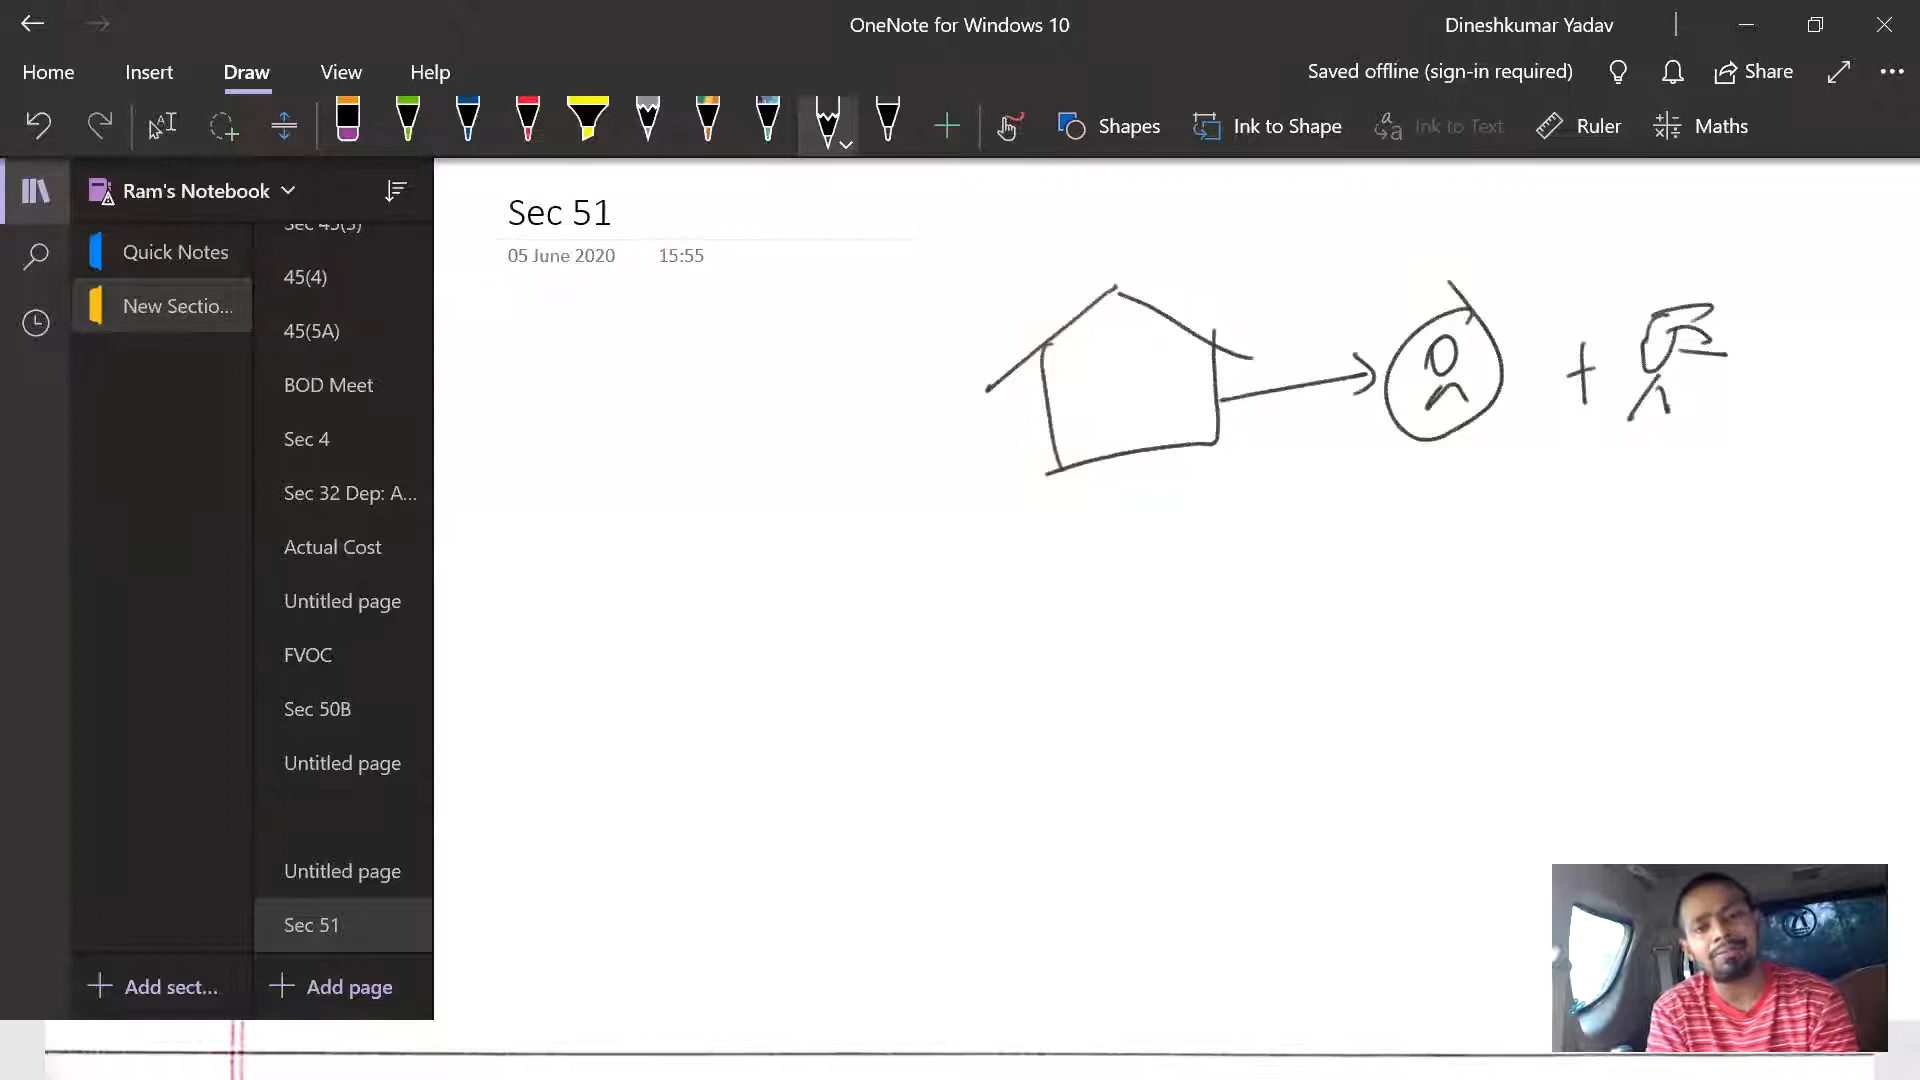 OneNote for Windows 10
Dineshkumar Yadav
Home
Insert
Draw
View
Help
Saved offline (sign-in required)
Share
Shapes
Ink to Shape
Ink to Text
Ruler
Maths
Ram's Notebook
Quick Notes
New Sectio...
Sec 45(3)
45(4)
45(5A)
BOD Meet
Sec 4
Sec 32 Dep: A...
Actual Cost
Untitled page
FVOC
Sec 50B
Untitled page
Untitled page
Sec 51
Add sect...
Add page
Sec 51
05 June 2020 15:55
+